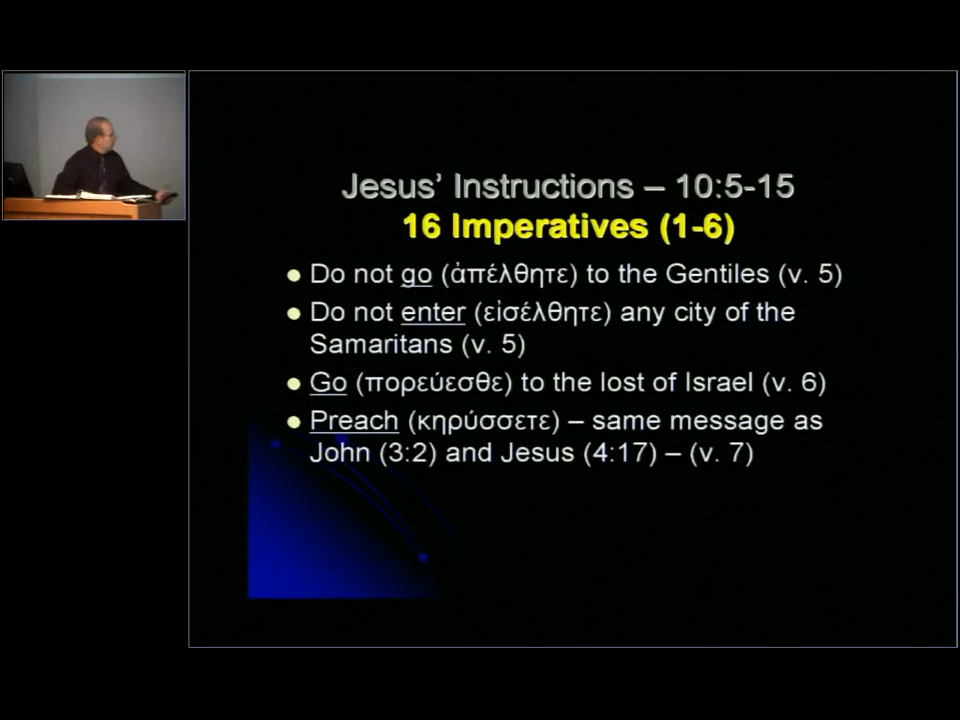 Jesus’ Instructions – 10:5-15
16 Imperatives (1-6)
Do not go (ἀπέλθητε) to the Gentiles (v. 5)
Do not enter (εἰσέλθητε) any city of the
Samaritans (v. 5)
Go (πορεύεσθε) to the lost of Israel (v. 6)
Preach (κηρύσσετε) – same message as
John (3:2) and Jesus (4:17) – (v. 7)